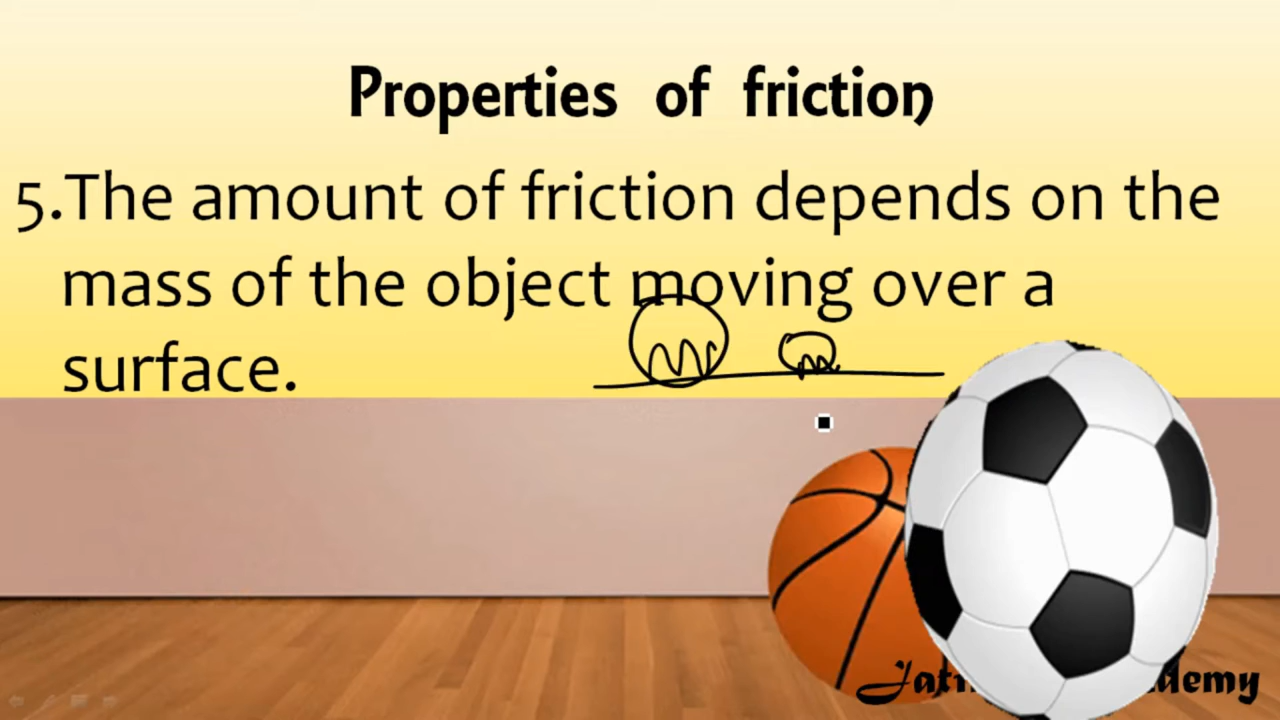 Properties of friction
5.The amount of friction depends on the
mass of the object moving over a
surface.